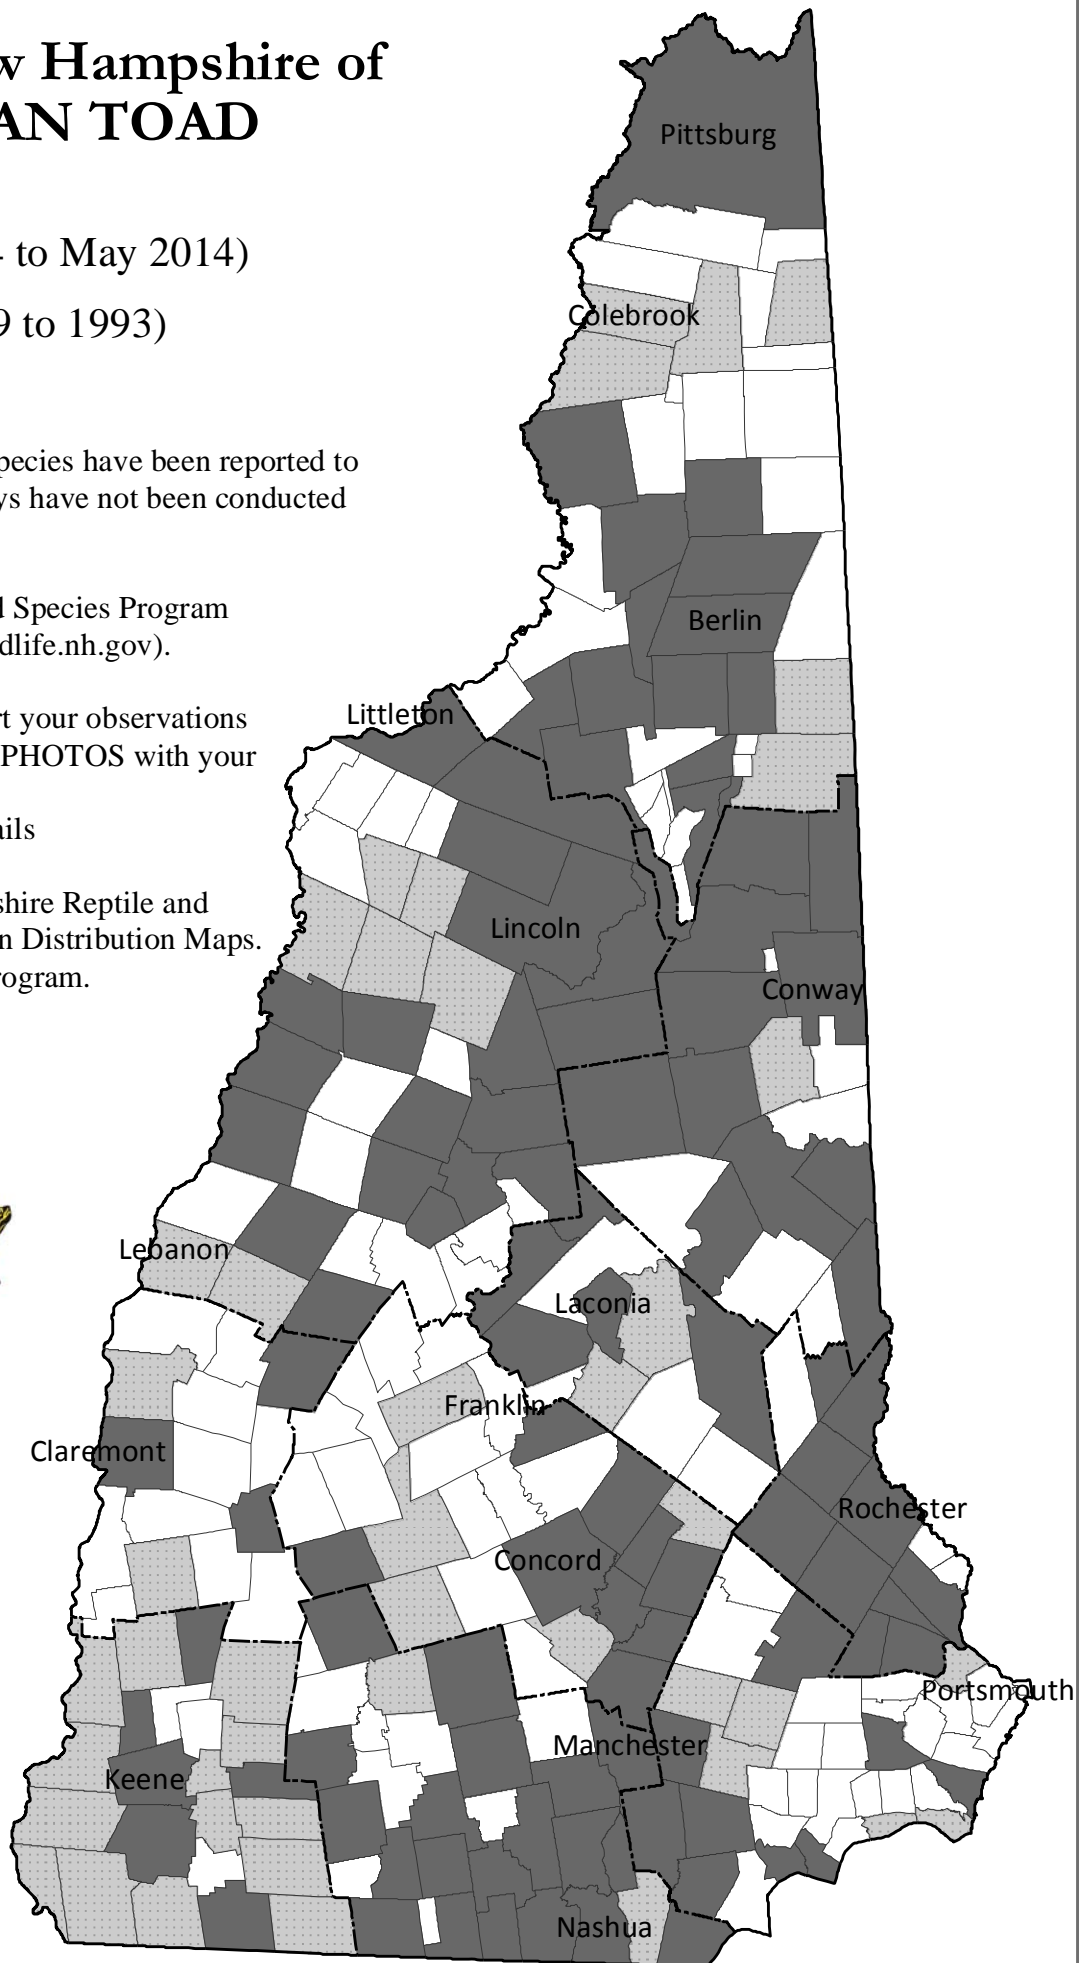 w Hampshire of
AN TOAD
to May 2014)
9 to 1993)
pecies have been reported to
ys have not been conducted
d Species Program
dlife.nh.gov).
rt your observations
PHOTOS with your
ails
shire Reptile and
n Distribution Maps.
rogram.
Pittsburg
Colebrook
Berlin
Littleton
Lincoln
Conway
Lebanon
Laconia
Franklin
Claremont
Rochester
Concord
Portsmouth
Manchester
Keene
Nashua